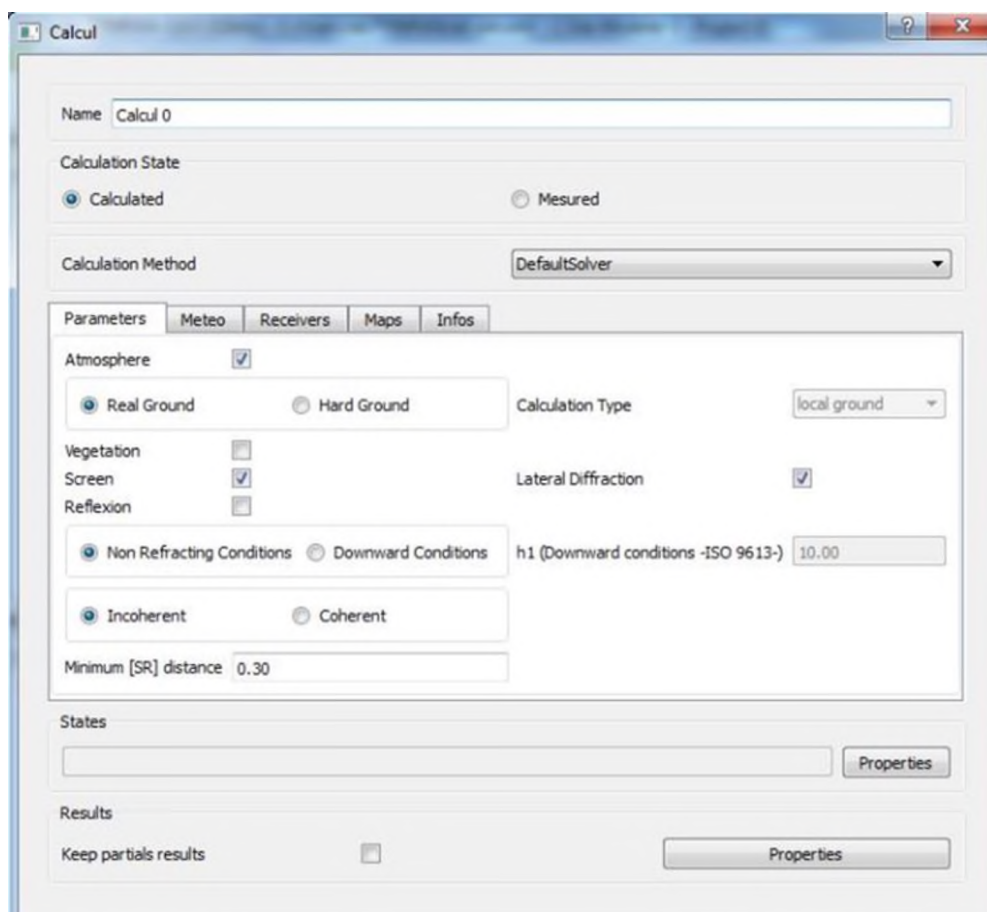 Calcul
Name Calcul 0
Calculation State
Calculated Mesured
Calculation Method DefaultSolver
Parameters Meteo Receivers Maps Infos
Atmosphere
Real Ground Hard Ground Calculation Type local ground
Vegetation
Screen Lateral Diffraction
Reflexion
Non Refracting Conditions Downward Conditions h1 (Downward conditions -ISO 9613-) 10.00
Incoherent Coherent
Minimum [SR] distance 0.30
States
Properties
Results
Keep partials results Properties